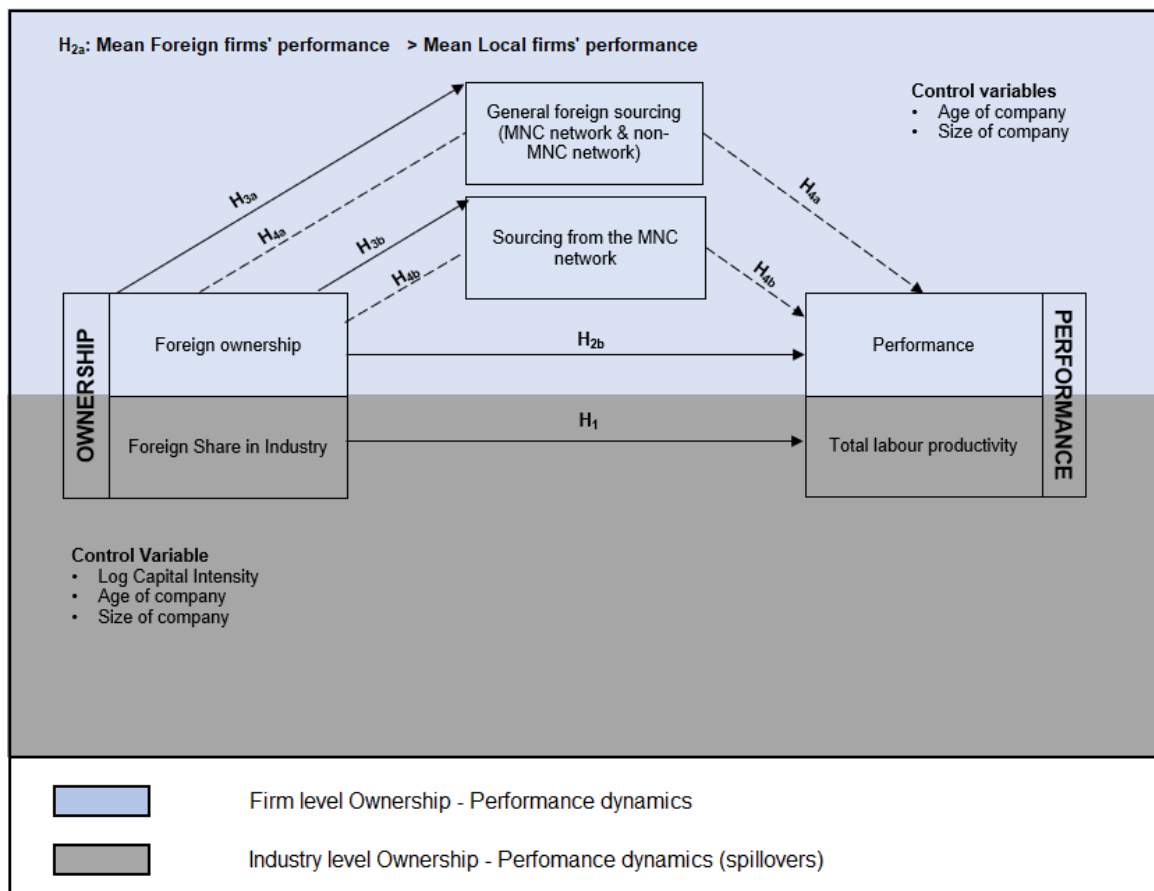 H2a: Mean Foreign firms' performance > Mean Local firms' performance
Control variables
• Age of company
• Size of company
General foreign sourcing
(MNC network & non-
MNC network)
H3a
H4a
H4a
H3b
Sourcing from the MNC
network
H4b
H4b
OWNERSHIP
Foreign ownership
H2b
Performance
PERFORMANCE
Foreign Share in Industry
H1
Total labour productivity
Control Variable
• Log Capital Intensity
• Age of company
• Size of company
Firm level Ownership - Performance dynamics
Industry level Ownership - Perfomance dynamics (spillovers)